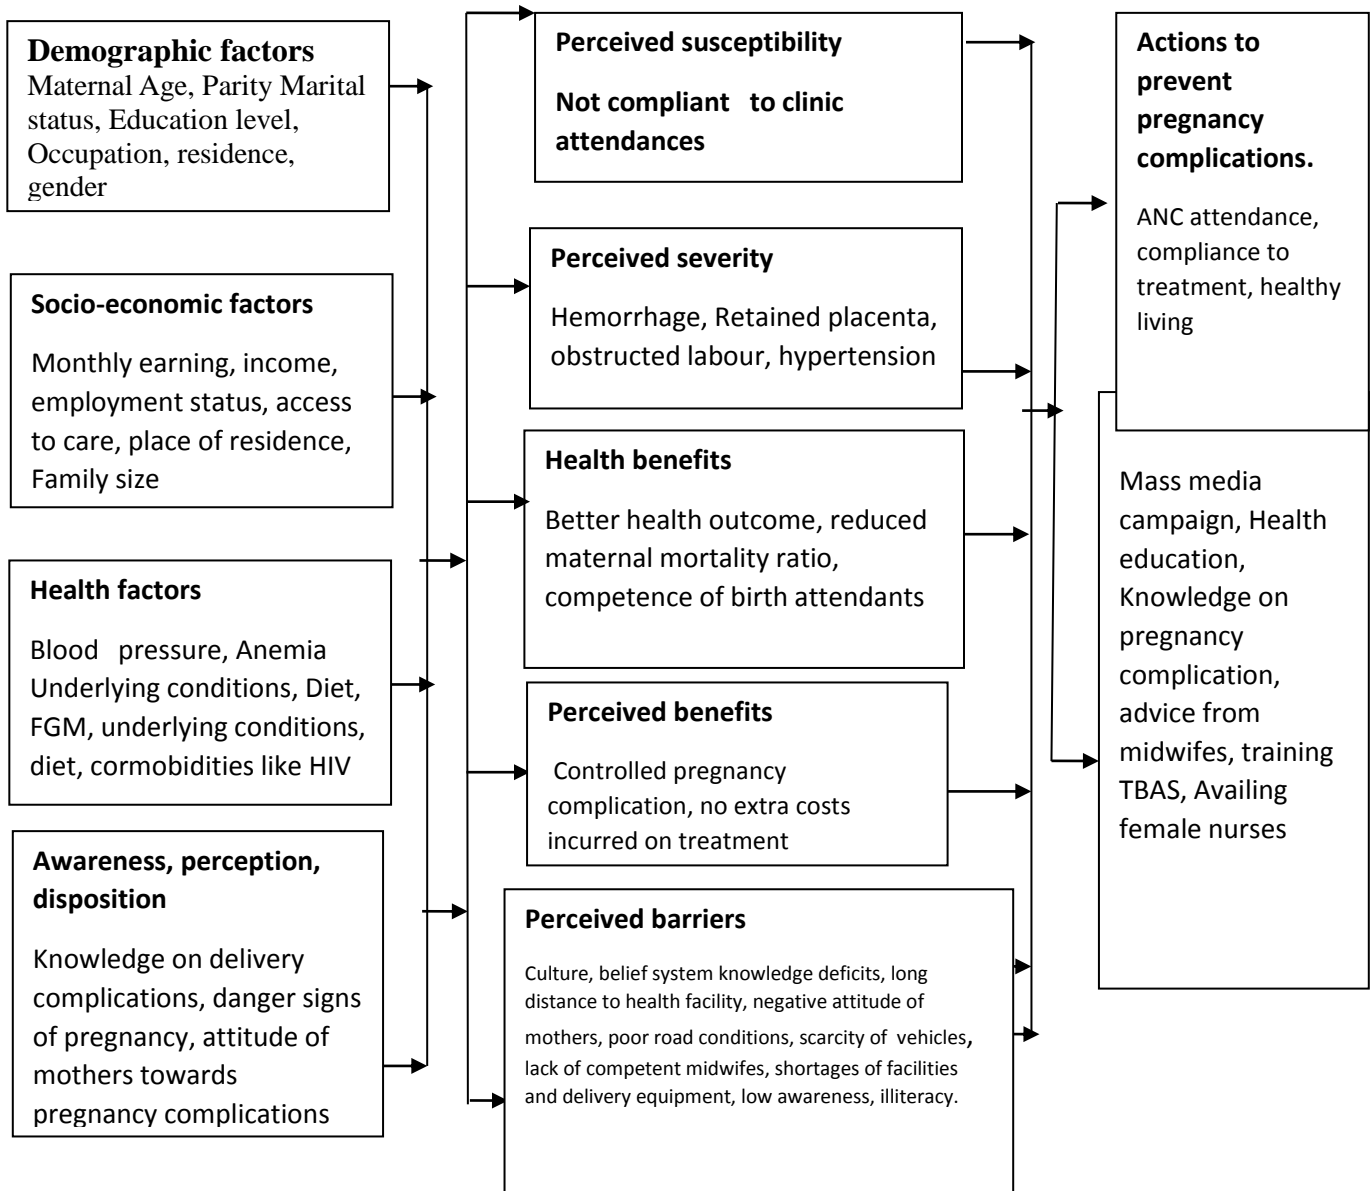 Demographic factors
Maternal Age, Parity Marital
status, Education level,
Occupation, residence,
gender
Socio-economic factors
Monthly earning, income,
employment status, access
to care, place of residence,
Family size
Health factors
Blood pressure, Anemia
Underlying conditions, Diet,
FGM, underlying conditions,
diet, cormobidities like HIV
Awareness, perception,
disposition
Knowledge on delivery
complications, danger signs
of pregnancy, attitude of
mothers towards
pregnancy complications
Perceived susceptibility
Not compliant to clinic
attendances
Perceived severity
Hemorrhage, Retained placenta,
obstructed labour, hypertension
Health benefits
Better health outcome, reduced
maternal mortality ratio,
competence of birth attendants
Perceived benefits
Controlled pregnancy
complication, no extra costs
incurred on treatment
Perceived barriers
Culture, belief system knowledge deficits, long
distance to health facility, negative attitude of
mothers, poor road conditions, scarcity of vehicles,
lack of competent midwifes, shortages of facilities
and delivery equipment, low awareness, illiteracy.
Actions to
prevent
pregnancy
complications.
ANC attendance,
compliance to
treatment, healthy
living
Mass media
campaign, Health
education,
Knowledge on
pregnancy
complication,
advice from
midwifes, training
TBAS, Availing
female nurses